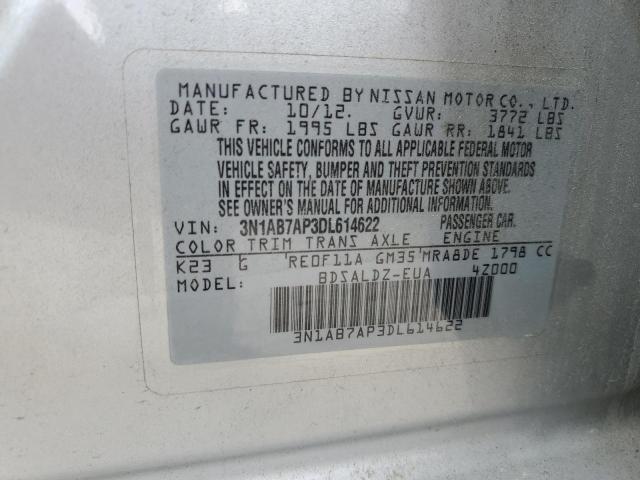 MANUFACTURED BY NISSAN MOTOR CO., LTD.
DATE: 10/12. GVWR: 3772 LBS
GAWR FR: 1995 LBS GAWR RR: 1841 LBS
THIS VEHICLE CONFORMS TO ALL APPLICABLE FEDERAL MOTOR
VEHICLE SAFETY, BUMPER AND THEFT PREVENTION STANDARDS
IN EFFECT ON THE DATE OF MANUFACTURE SHOWN ABOVE.
SEE OWNER'S MANUAL FOR ADDITIONAL INFORMATION.
VIN: 3N1AB7AP3DL614622 PASSENGER CAR.
COLOR TRIM TRANS AXLE ENGINE
K23 G RE0F11A GM35 MRA8DE 1798 CC
MODEL: BDSALDZ-EUA 4Z000
3N1AB7AP3DL614622